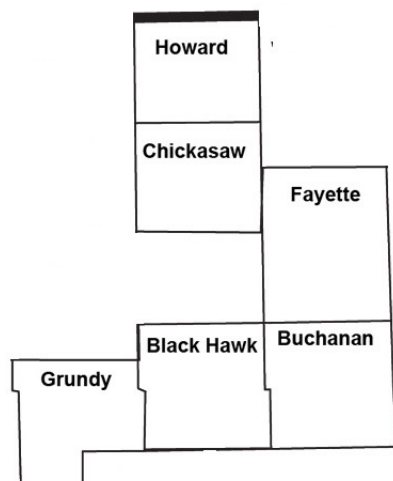 Howard
Chickasaw
Fayette
Black Hawk
Buchanan
Grundy